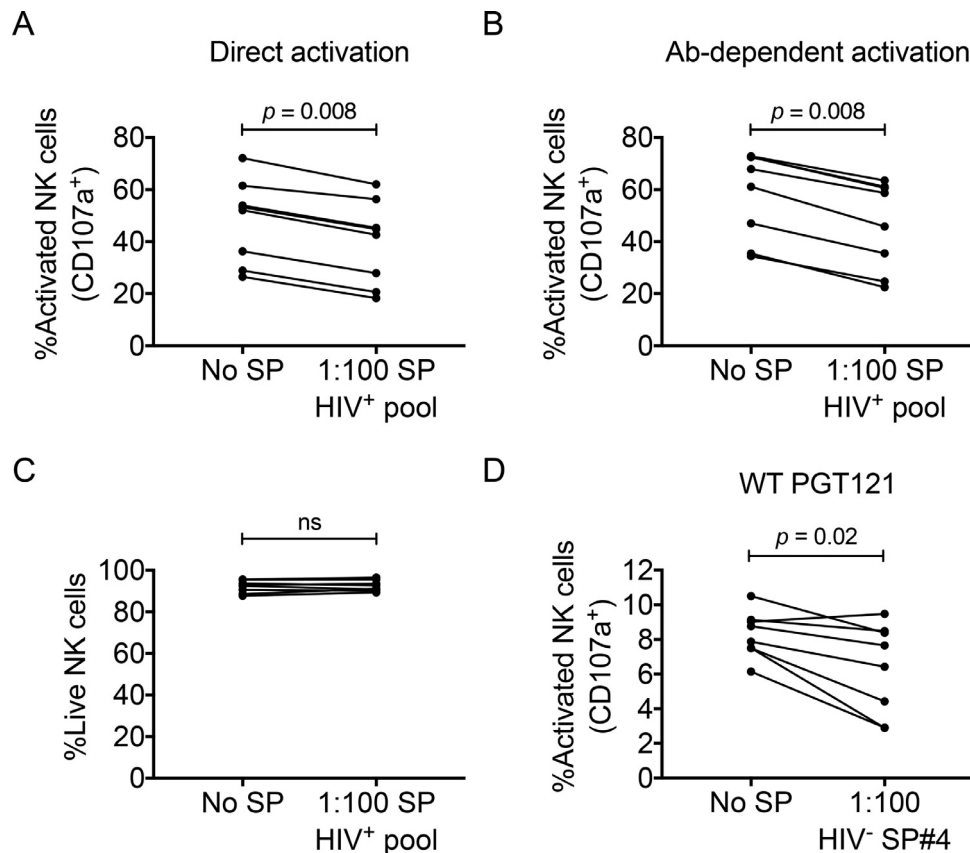 A
Direct activation
p = 0.008
%Activated NK cells
(CD107a⁺)
80
60
40
20
0
No SP
1:100 SP
HIV⁺ pool
B
Ab-dependent activation
p = 0.008
%Activated NK cells
(CD107a⁺)
80
60
40
20
0
No SP
1:100 SP
HIV⁺ pool
C
ns
%Live NK cells
100
80
60
40
20
0
No SP
1:100 SP
HIV⁺ pool
D
WT PGT121
p = 0.02
%Activated NK cells
(CD107a⁺)
12
10
8
6
4
2
0
No SP
1:100
HIV⁻ SP#4